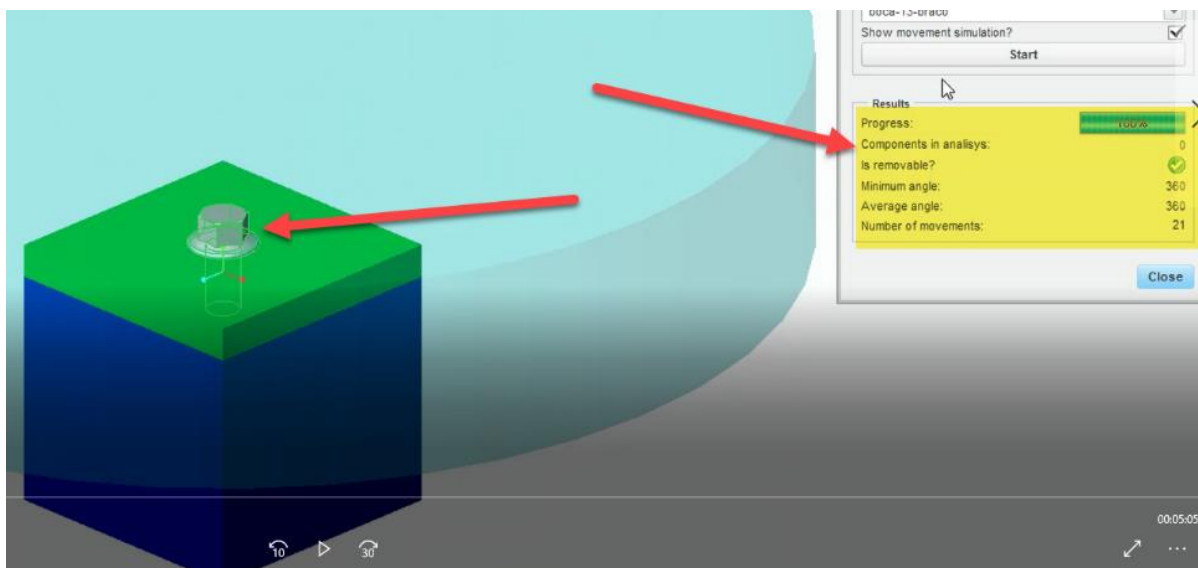 boca-13-braco
Show movement simulation?
Start
Results
Progress: 100%
Components in analisys: 0
Is removable?
Minimum angle: 360
Average angle: 360
Number of movements: 21
Close
00:05:05
10
30